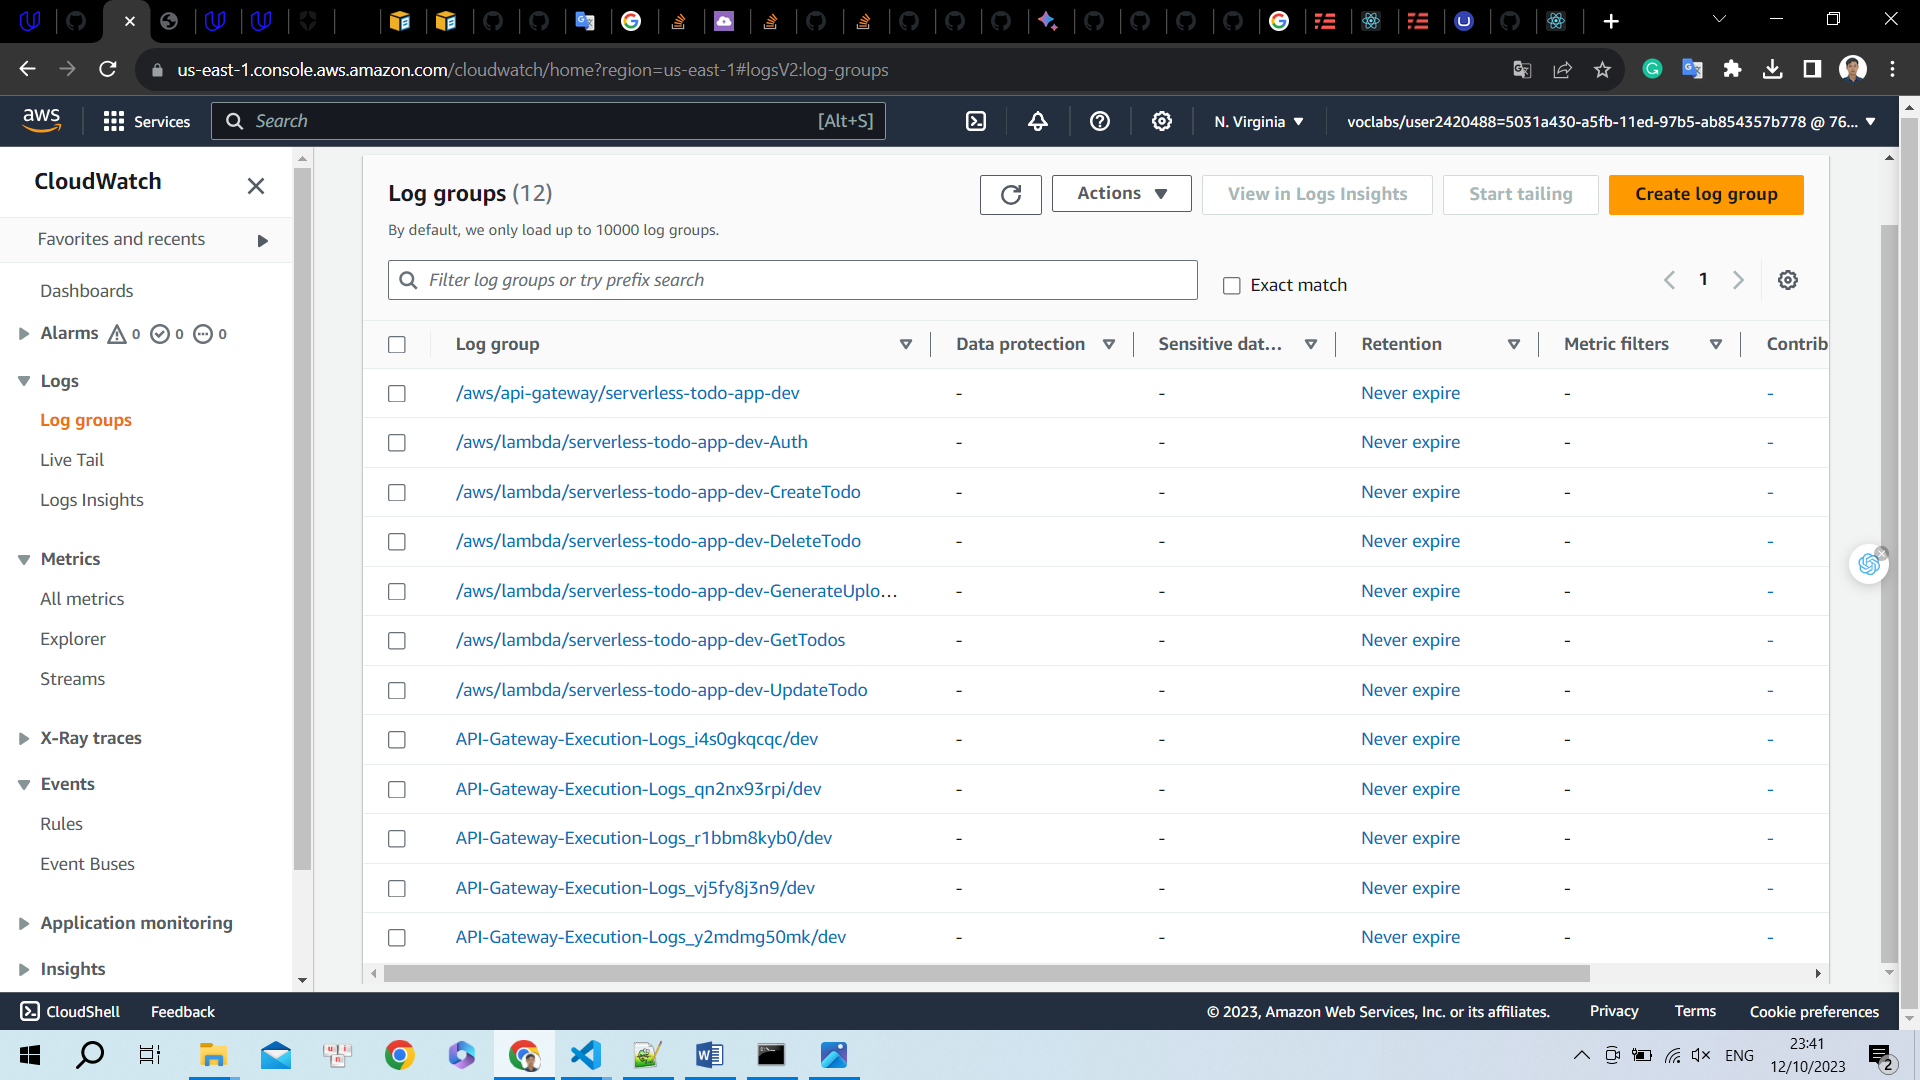 us-east-1.console.aws.amazon.com/cloudwatch/home?region=us-east-1#logsV2:log-groups
aws
Services
Search
[Alt+S]
N. Virginia
voclabs/user2420488=5031a430-a5fb-11ed-97b5-ab854357b778 @ 76...
CloudWatch
Favorites and recents
Dashboards
Alarms 0 0 0
Logs
Log groups
Live Tail
Logs Insights
Metrics
All metrics
Explorer
Streams
X-Ray traces
Events
Rules
Event Buses
Application monitoring
Insights
Log groups (12)
Actions
View in Logs Insights
Start tailing
Create log group
By default, we only load up to 10000 log groups.
Filter log groups or try prefix search
Exact match
1
Log group Data protection Sensitive dat... Retention Metric filters Contrib
/aws/api-gateway/serverless-todo-app-dev - - Never expire - -
/aws/lambda/serverless-todo-app-dev-Auth - - Never expire - -
/aws/lambda/serverless-todo-app-dev-CreateTodo - - Never expire - -
/aws/lambda/serverless-todo-app-dev-DeleteTodo - - Never expire - -
/aws/lambda/serverless-todo-app-dev-GenerateUplo... - - Never expire - -
/aws/lambda/serverless-todo-app-dev-GetTodos - - Never expire - -
/aws/lambda/serverless-todo-app-dev-UpdateTodo - - Never expire - -
API-Gateway-Execution-Logs_i4s0gkqcqc/dev - - Never expire - -
API-Gateway-Execution-Logs_qn2nx93rpi/dev - - Never expire - -
API-Gateway-Execution-Logs_r1bbm8kyb0/dev - - Never expire - -
API-Gateway-Execution-Logs_vj5fy8j3n9/dev - - Never expire - -
API-Gateway-Execution-Logs_y2mdmg50mk/dev - - Never expire - -
CloudShell
Feedback
© 2023, Amazon Web Services, Inc. or its affiliates.
Privacy
Terms
Cookie preferences
ENG
23:41
12/10/2023
2